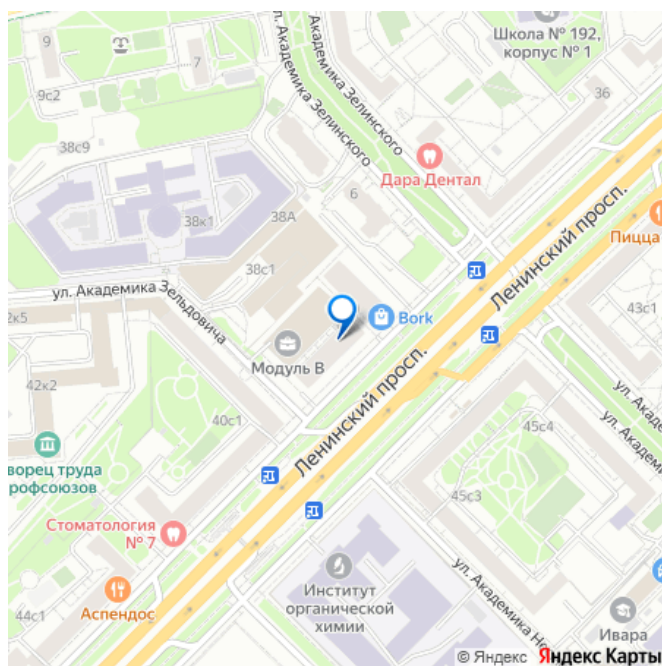 9
7
9с2
38с9
ул. Академика Зелинского
Академика Зелинского
Школа № 192,
корпус № 1
36
Дара Дентал
6
38к1
38А
38с1
ул. Академика Зельдовича
Ленинский просп.
Пицца
43с1
Bork
Модуль В
42к2
40с1
Ленинский просп.
ул. Академика
45с4
45с3
ворец труда
рофсоюзов
Стоматология
№ 7
Аспендос
44с1
Институт
органической
химии
ул. Академика Не
Ивара
© Яндекс Яндекс Карты